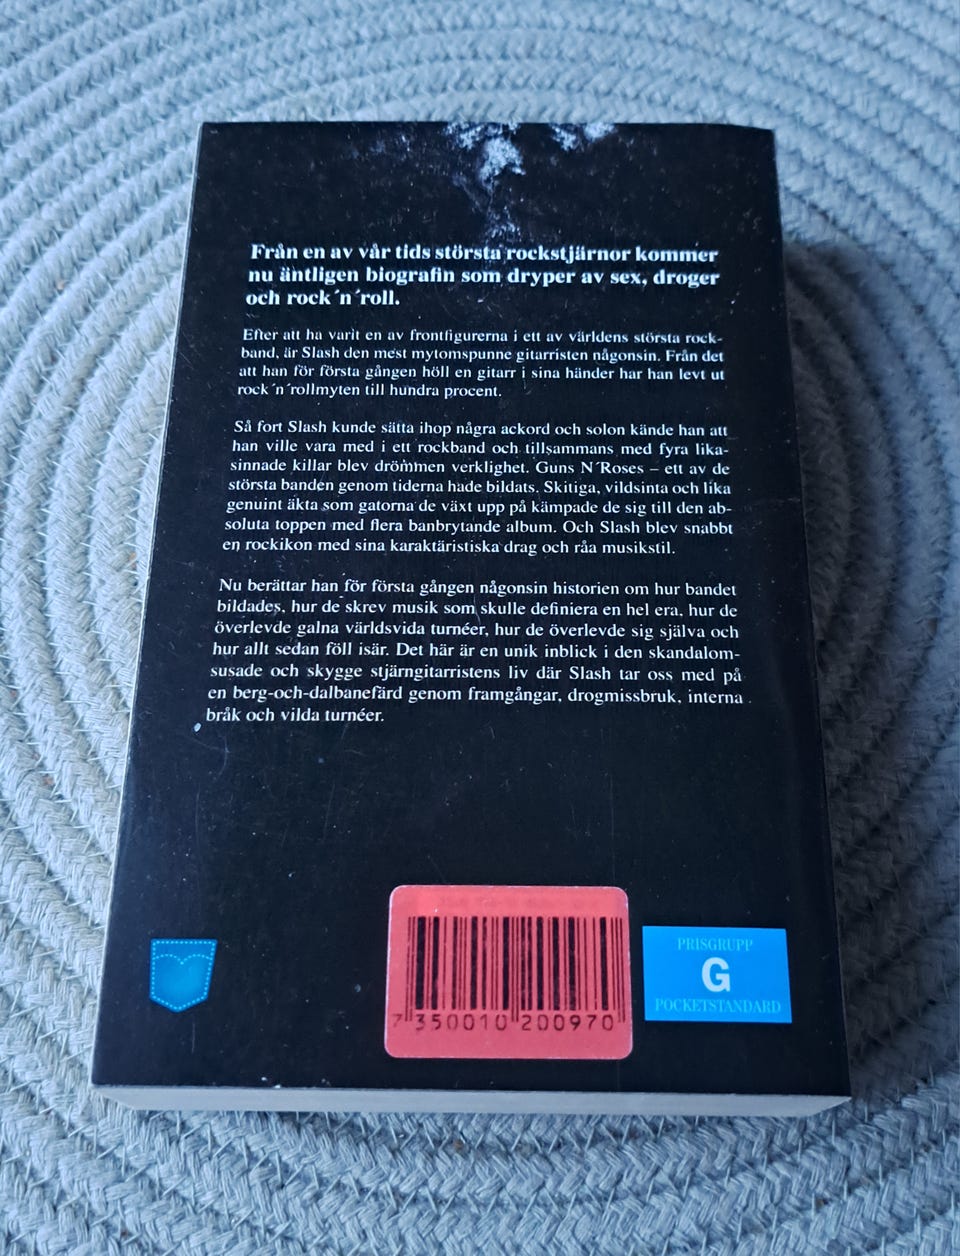 Från en av vår tids största rockstjärnor kommer
nu äntligen biografin som dryper av sex, droger
och rock´n´roll.
Efter att ha varit en av frontfigurerna i ett av världens största rock-
band, är Slash den mest mytomspunne gitarristen någonsin. Från det
att han för första gången höll en gitarr i sina händer har han levt ut
rock´n´rollmyten till hundra procent.
Så fort Slash kunde sätta ihop några ackord och solon kände han att
han ville vara med i ett rockband och tillsammans med fyra lika-
sinnade killar blev drömmen verklighet. Guns N´Roses – ett av de
största banden genom tiderna hade bildats. Skitiga, vildsinta och lika
genuint äkta som gatorna de växt upp på kämpade de sig till den ab-
soluta toppen med flera banbrytande album. Och Slash blev snabbt
en rockikon med sina karaktäristiska drag och råa musikstil.
Nu berättar han för första gången någonsin historien om hur bandet
bildades, hur de skrev musik som skulle definiera en hel era, hur de
överlevde galna världsvida turnéer, hur de överlevde sig själva och
hur allt sedan föll isär. Det här är en unik inblick i den skandalom-
susade och skygge stjärngitarristens liv där Slash tar oss med på
en berg-och-dalbanefärd genom framgångar, drogmissbruk, interna
bråk och vilda turnéer.
7 350010 200970
PRISGRUPP
G
POCKETSTANDARD